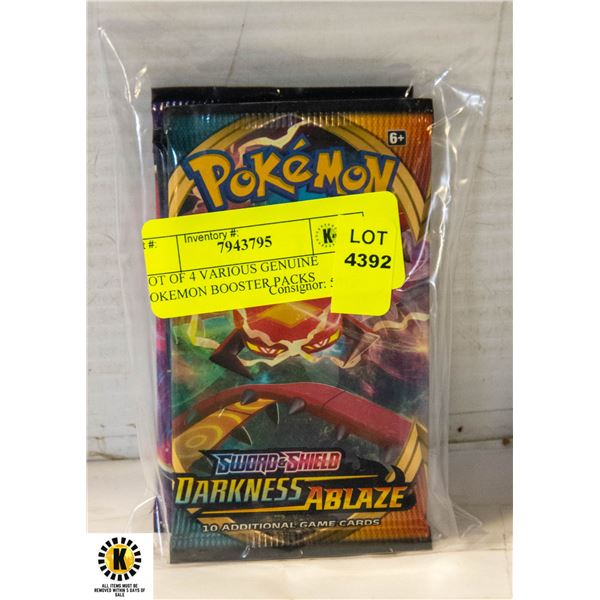 6+
POKéMON
#:
Inventory #:
7943795
K
LOT
4392
OT OF 4 VARIOUS GENUINE
OKEMON BOOSTER PACKS
Consignor: 5
SWORD & SHIELD
DARKNESS ABLAZE
10 ADDITIONAL GAME CARDS
K
ALL ITEMS MUST BE
REMOVED WITHIN 5 DAYS OF
SALE